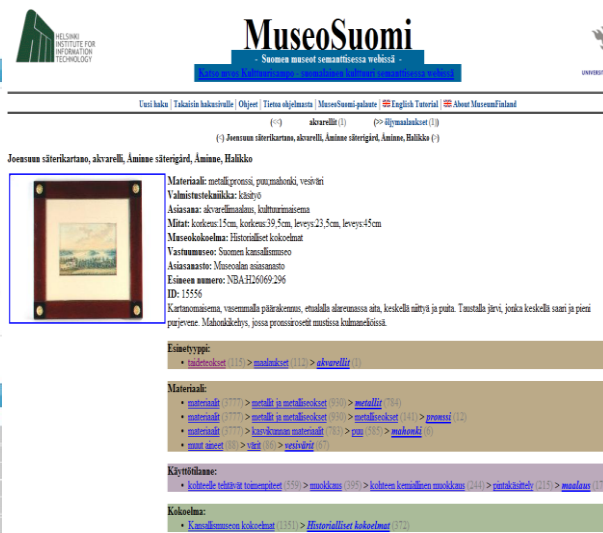 HELSINKI
INSTITUTE FOR
INFORMATION
TECHNOLOGY
MuseoSuomi
- Suomen museot semanttisessa webissä -
Katso myös Kulttuurisampo - suomalainen kulttuuri semanttisessa webissä
UNIVERSI
Uusi haku | Takaisin hakusivulle | Ohjeet | Tietoa ohjelmasta | MuseoSuomi-palaute | English Tutorial | About MuseumFinland
(<<) akvarellit (1) (>> öljymaalaukset (1))
(<) Joensuun säterikartano, akvarelli, Åminne säterigård, Åminne, Halikko (>)
Joensuun säterikartano, akvarelli, Åminne säterigård, Åminne, Halikko
Materiaali: metalli;pronssi, puu;mahonki, vesiväri
Valmistustekniikka: käsityö
Asiasana: akvarellimaalaus, kulttuurimaisema
Mitat: korkeus:15cm, korkeus:39,5cm, leveys:23,5cm, leveys:45cm
Museokokoelma: Historialliset kokoelmat
Vastuumuseo: Suomen kansallismuseo
Asiasanasto: Museoalan asiasanasto
Esineen numero: NBA:H26069:296
ID: 15556
Kartanomaisema, vasemmalla päärakennus, etualalla alareunassa aita, keskellä niittyä ja puita. Taustalla järvi, jonka keskellä saari ja pieni
purjevene. Mahonkikehys, jossa pronssirosetit mustissa kulmaneliöissä.
Esinetyyppi:
• taideteokset (115) > maalaukset (112) > akvarellit (1)
Materiaali:
• materiaalit (3777) > metallit ja metalliseokset (930) > metallit (784)
• materiaalit (3777) > metallit ja metalliseokset (930) > metalliseokset (141) > pronssi (12)
• materiaalit (3777) > kasvikunnan materiaalit (783) > puu (585) > mahonki (6)
• muut aineet (88) > värit (86) > vesivärit (67)
Käyttötilanne:
• kohteelle tehtävät toimenpiteet (559) > muokkaus (395) > kohteen kemiallinen muokkaus (244) > pintakäsittely (215) > maalaus (17
Kokoelma:
• Kansallismuseon kokoelmat (1351) > Historialliset kokoelmat (372)